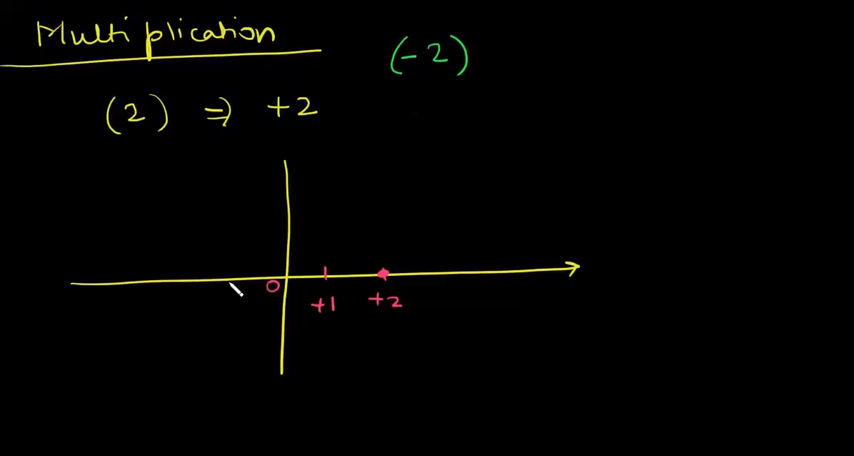 Multiplication
(-2)
(2) ⇒ +2
0
+1 +2